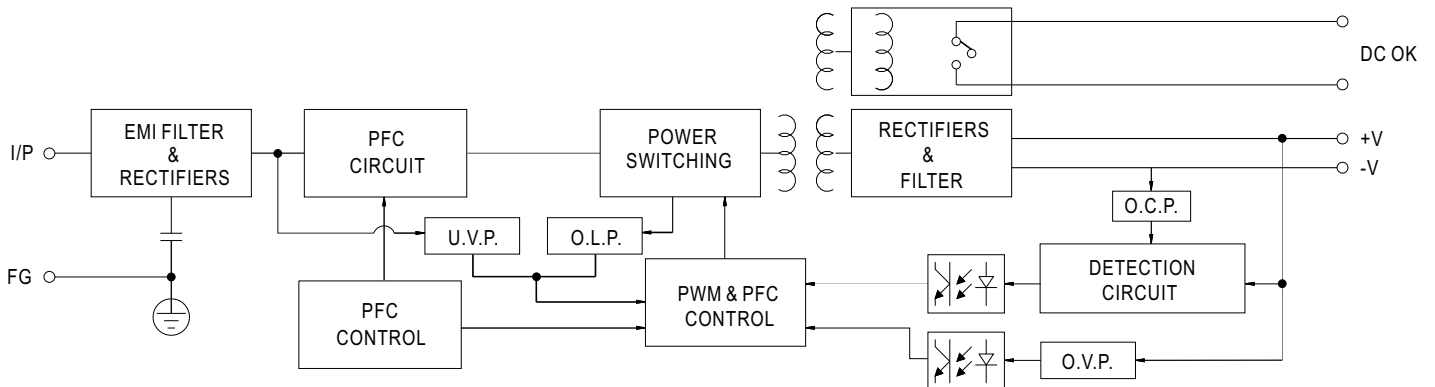 DC OK
I/P
EMI FILTER
&
RECTIFIERS
PFC
CIRCUIT
POWER
SWITCHING
RECTIFIERS
&
FILTER
+V
-V
O.C.P.
U.V.P.
O.L.P.
FG
PFC
CONTROL
PWM & PFC
CONTROL
DETECTION
CIRCUIT
O.V.P.